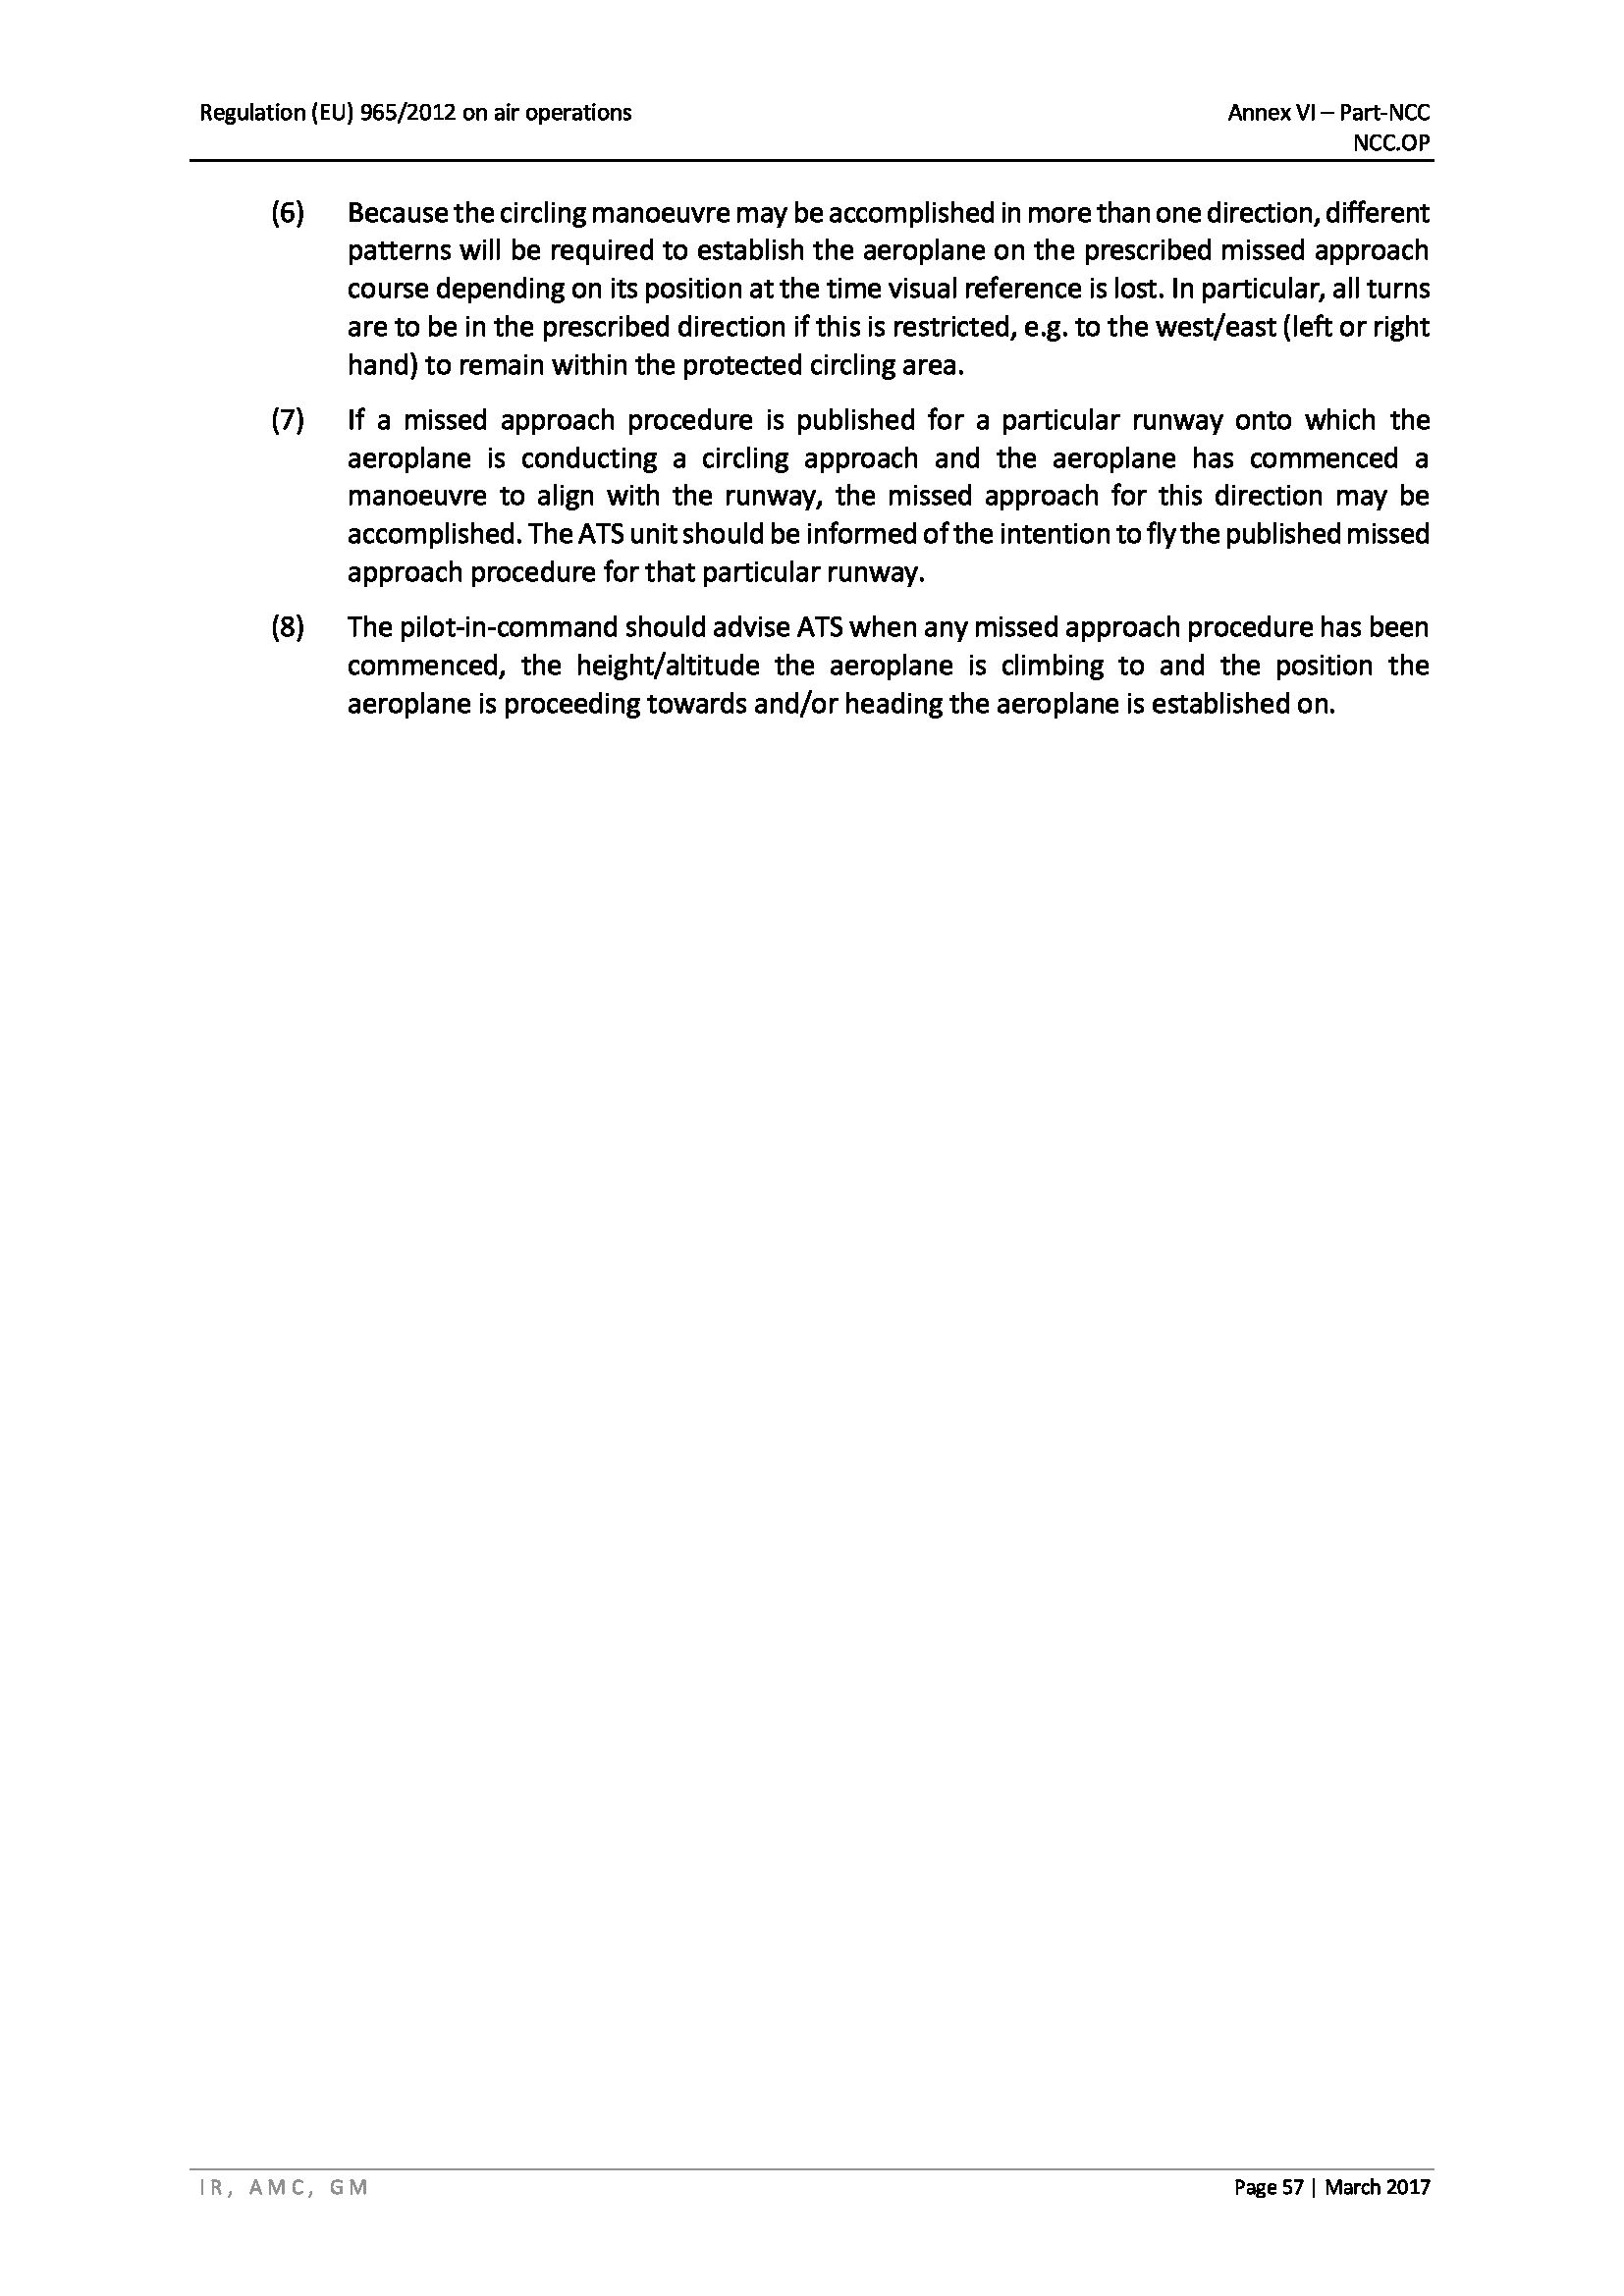 Regulation (EU) 965/2012 on air operations
Annex VI – Part-NCC
NCC.OP
(6) Because the circling manoeuvre may be accomplished in more than one direction, different
patterns will be required to establish the aeroplane on the prescribed missed approach
course depending on its position at the time visual reference is lost. In particular, all turns
are to be in the prescribed direction if this is restricted, e.g. to the west/east (left or right
hand) to remain within the protected circling area.
(7) If a missed approach procedure is published for a particular runway onto which the
aeroplane is conducting a circling approach and the aeroplane has commenced a
manoeuvre to align with the runway, the missed approach for this direction may be
accomplished. The ATS unit should be informed of the intention to fly the published missed
approach procedure for that particular runway.
(8) The pilot-in-command should advise ATS when any missed approach procedure has been
commenced, the height/altitude the aeroplane is climbing to and the position the
aeroplane is proceeding towards and/or heading the aeroplane is established on.
IR, AMC, GM
Page 57 | March 2017